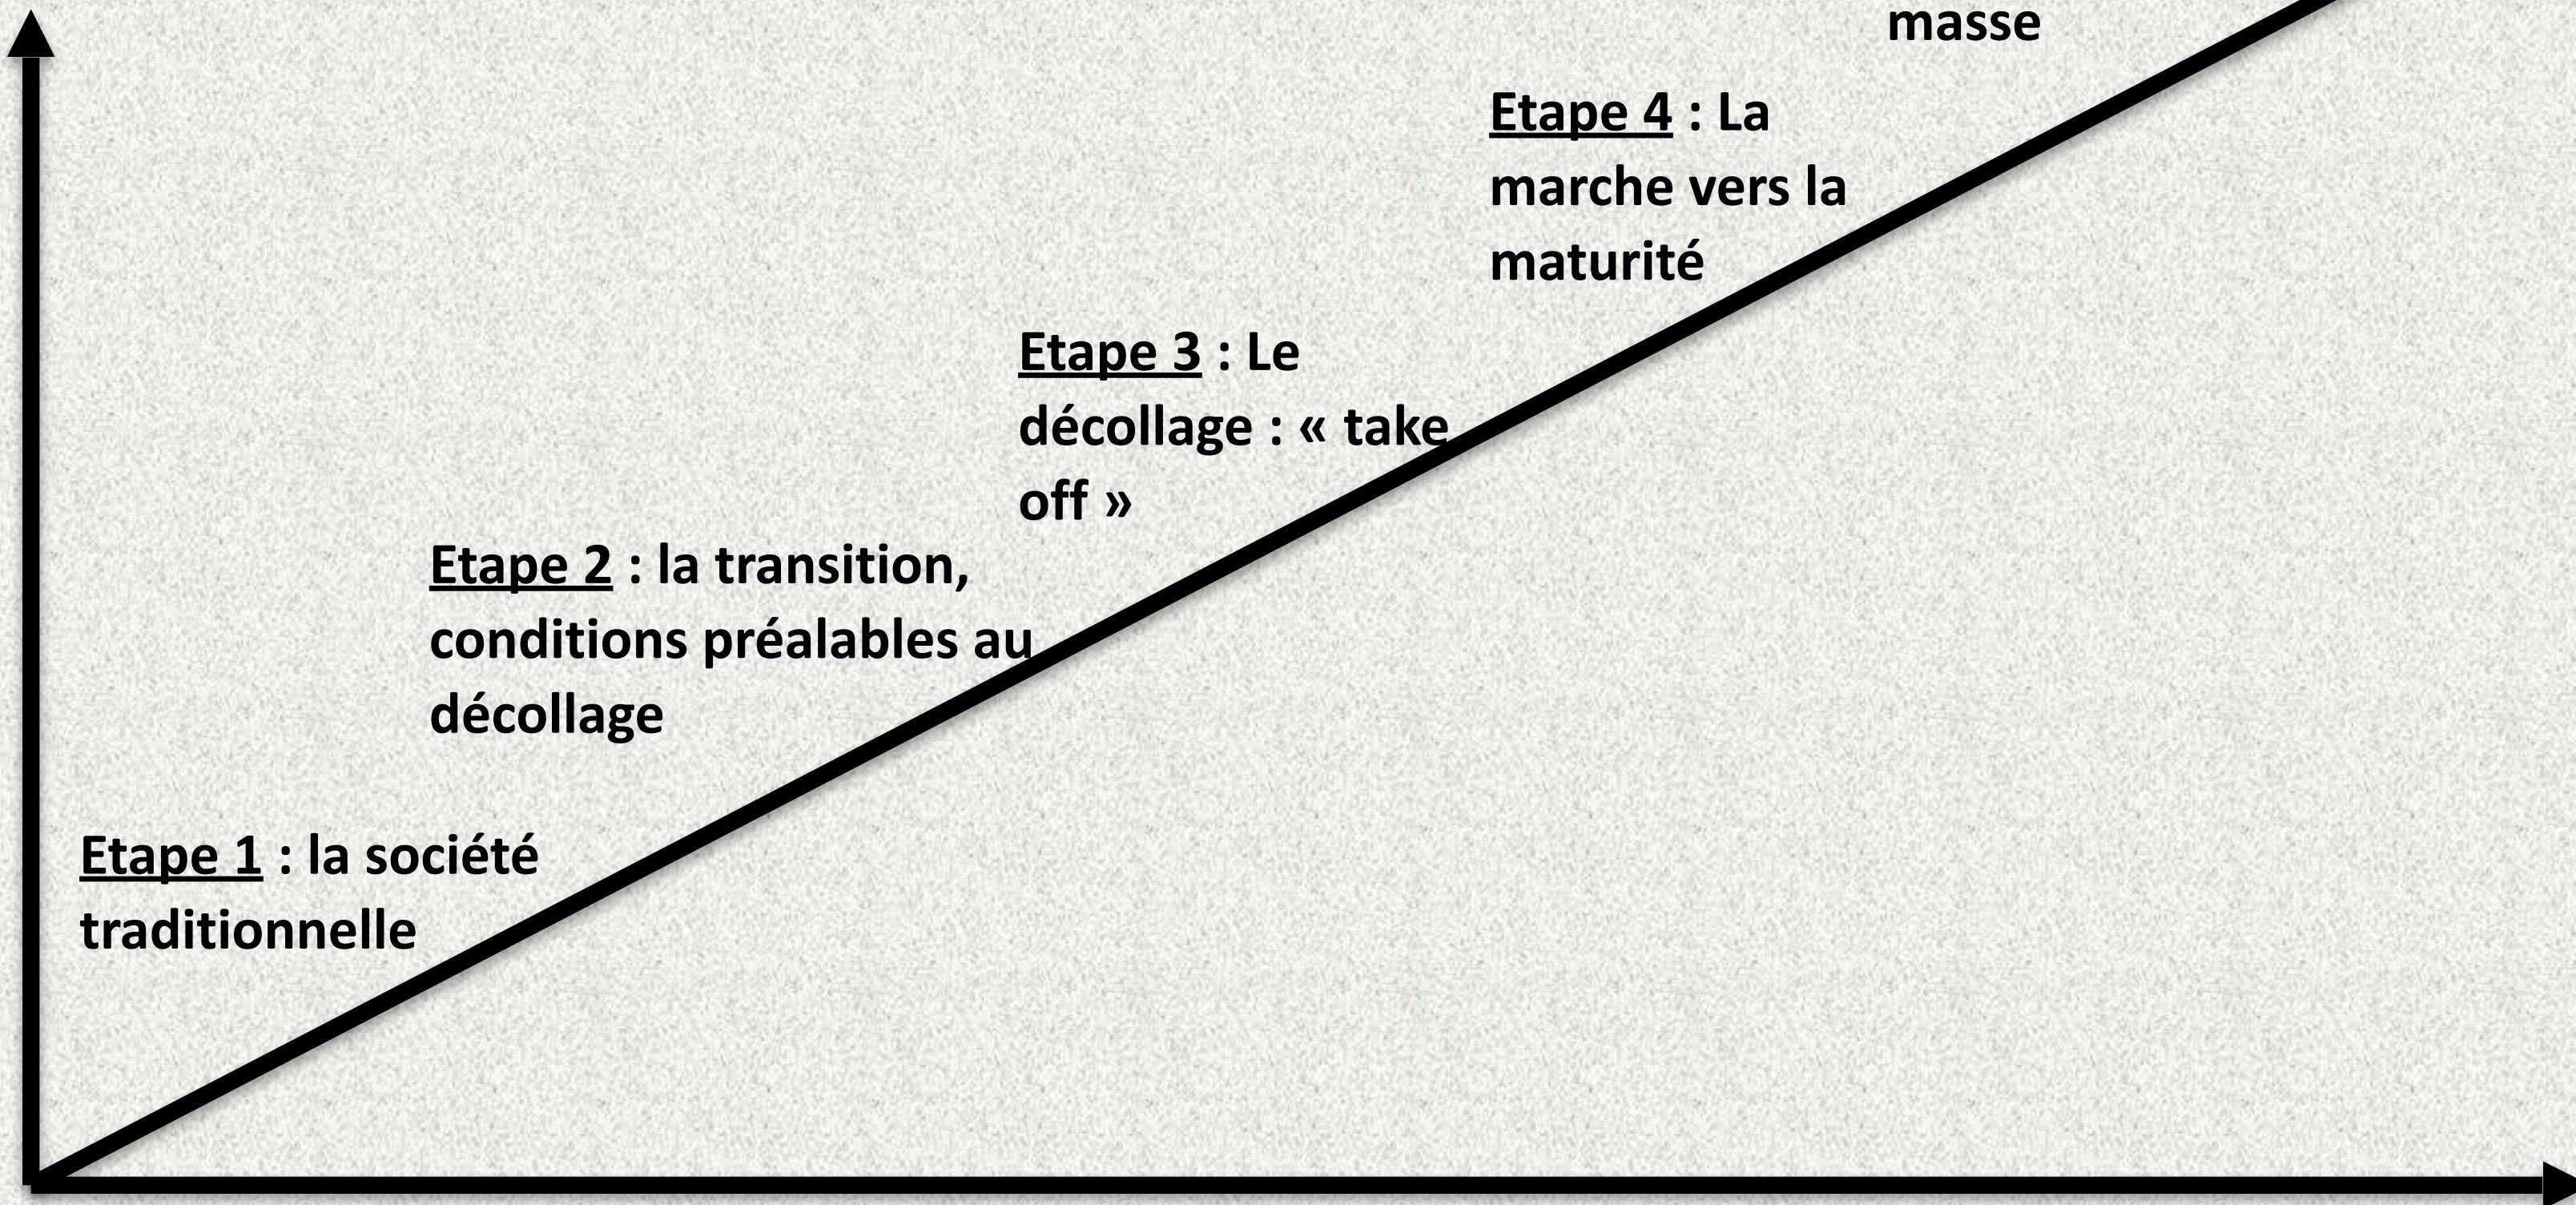 masse
Etape 4 : La
marche vers la
maturité
Etape 3 : Le
décollage : « take
off »
Etape 2 : la transition,
conditions préalables au
décollage
Etape 1 : la société
traditionnelle